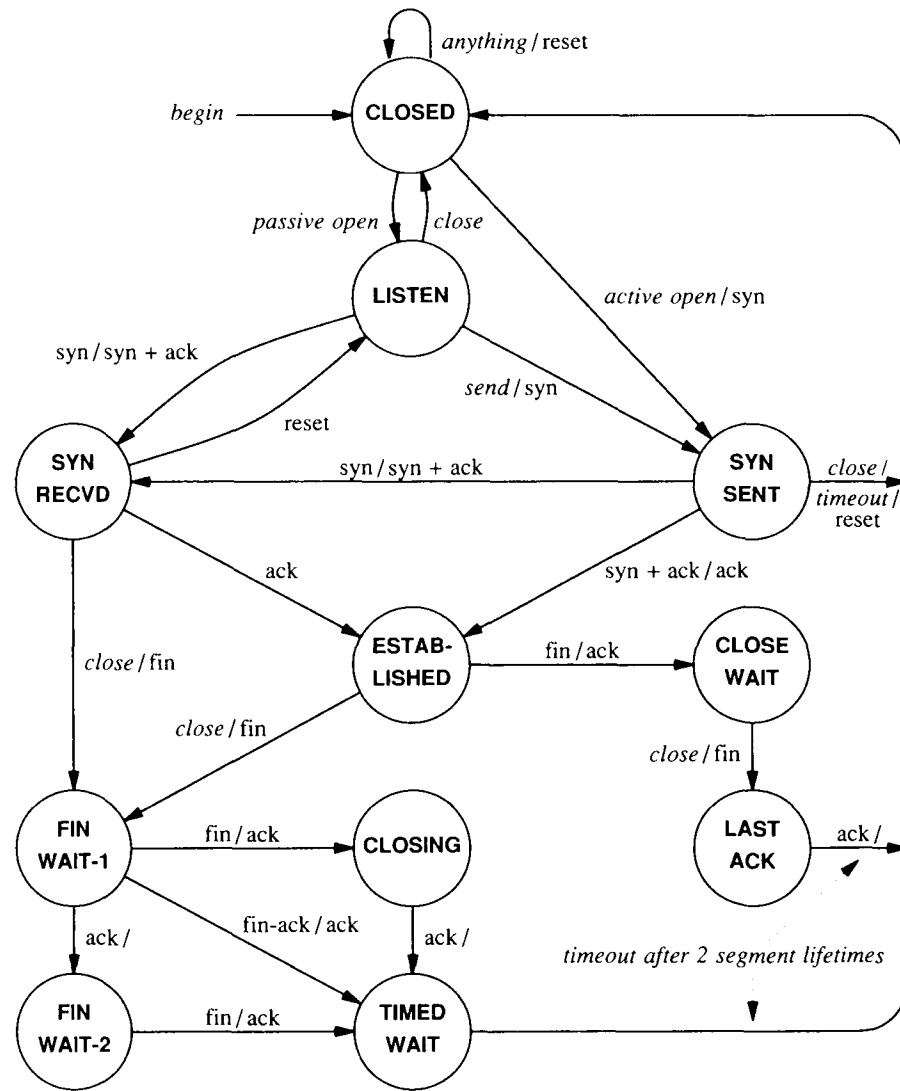 anything / reset
begin
CLOSED
passive open
close
LISTEN
active open / syn
syn / syn + ack
send / syn
reset
SYN
RECVD
syn / syn + ack
SYN
SENT
close /
timeout /
reset
ack
syn + ack / ack
close / fin
ESTAB-
LISHED
fin / ack
CLOSE
WAIT
close / fin
close / fin
FIN
WAIT-1
fin / ack
CLOSING
LAST
ACK
ack /
ack /
fin-ack / ack
ack /
timeout after 2 segment lifetimes
FIN
WAIT-2
fin / ack
TIMED
WAIT